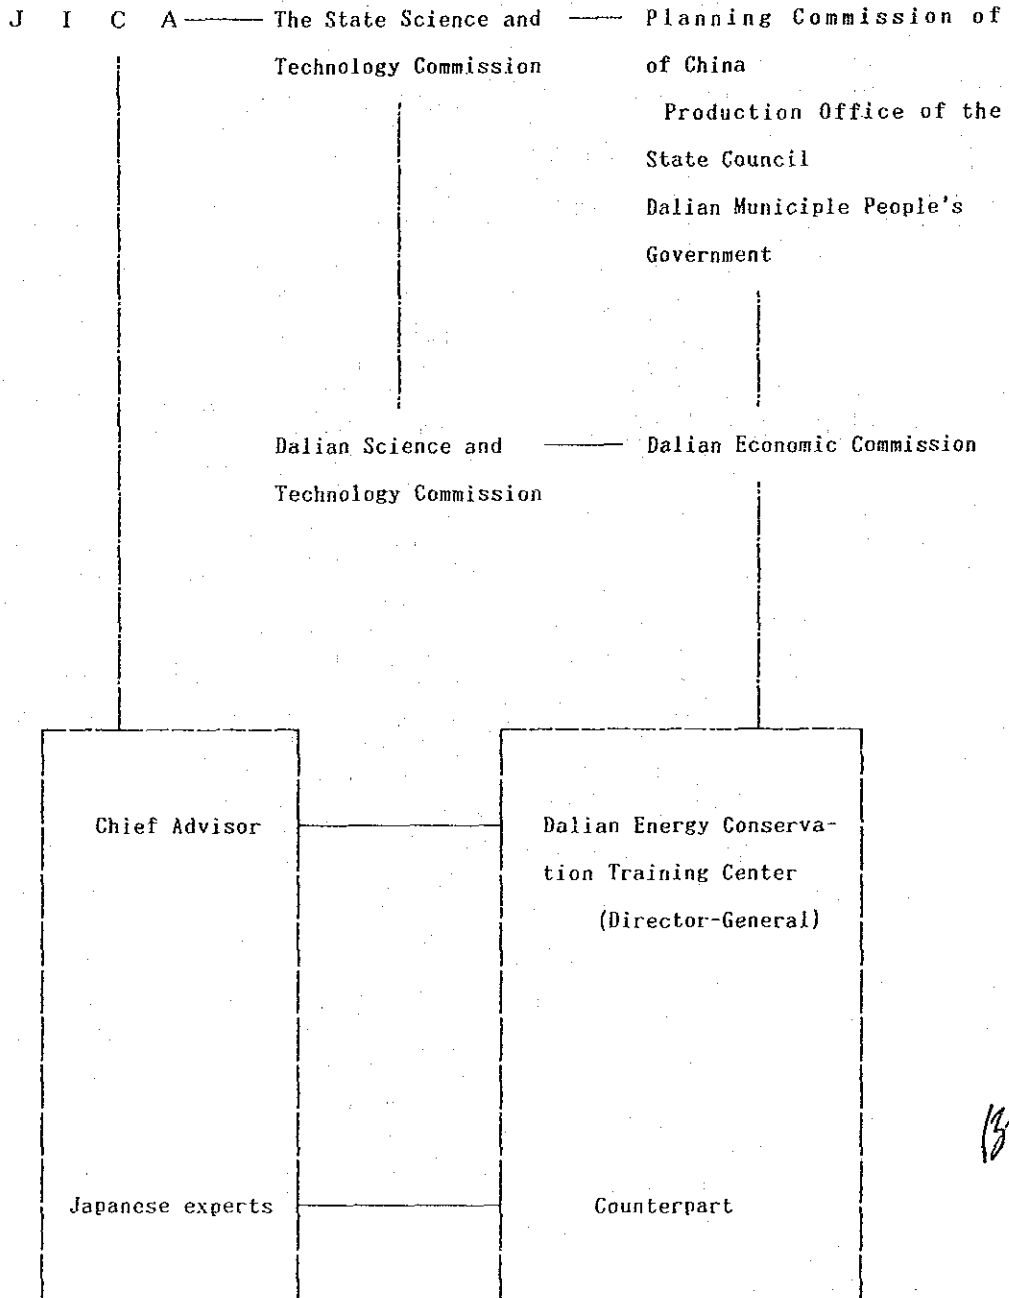 J I C A
The State Science and
Technology Commission
Planning Commission of
of China
Production Office of the
State Council
Dalian Municiple People's
Government
Dalian Science and
Technology Commission
Dalian Economic Commission
Chief Advisor
Dalian Energy Conserva-
tion Training Center
(Director-General)
Japanese experts
Counterpart